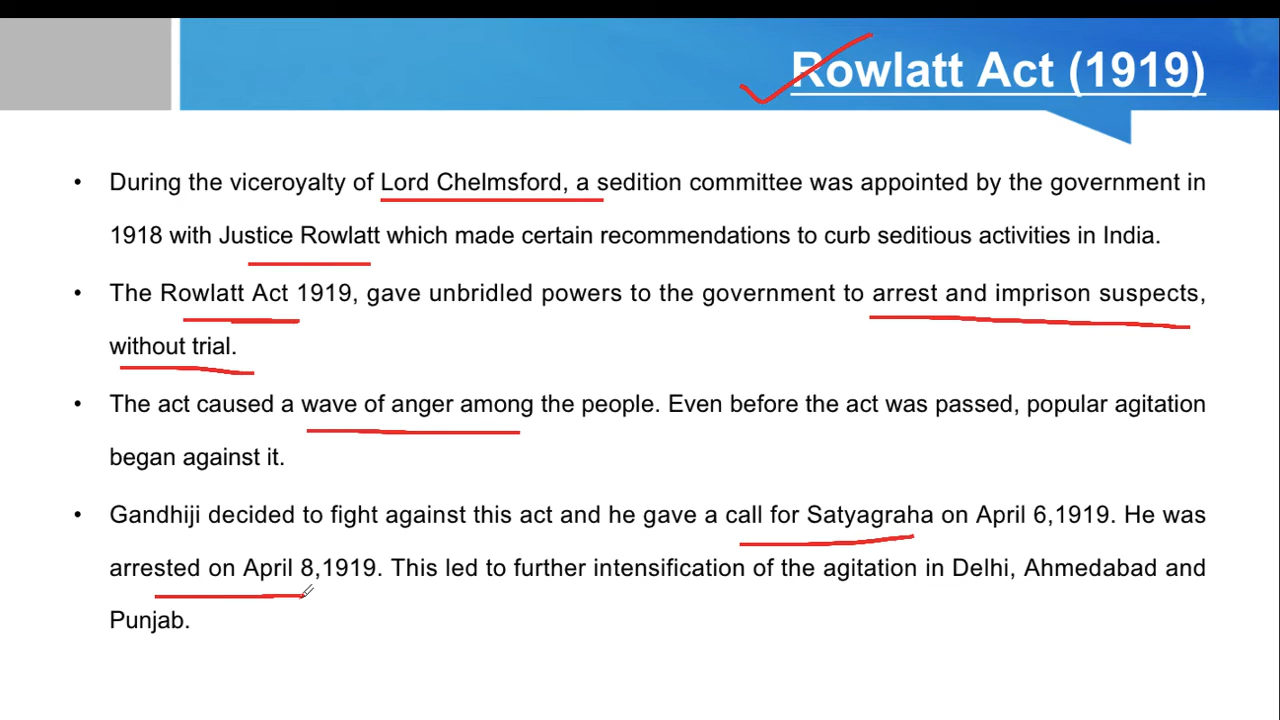 Rowlatt Act (1919)
• During the viceroyalty of Lord Chelmsford, a sedition committee was appointed by the government in
1918 with Justice Rowlatt which made certain recommendations to curb seditious activities in India.
• The Rowlatt Act 1919, gave unbridled powers to the government to arrest and imprison suspects,
without trial.
• The act caused a wave of anger among the people. Even before the act was passed, popular agitation
began against it.
• Gandhiji decided to fight against this act and he gave a call for Satyagraha on April 6,1919. He was
arrested on April 8,1919. This led to further intensification of the agitation in Delhi, Ahmedabad and
Punjab.